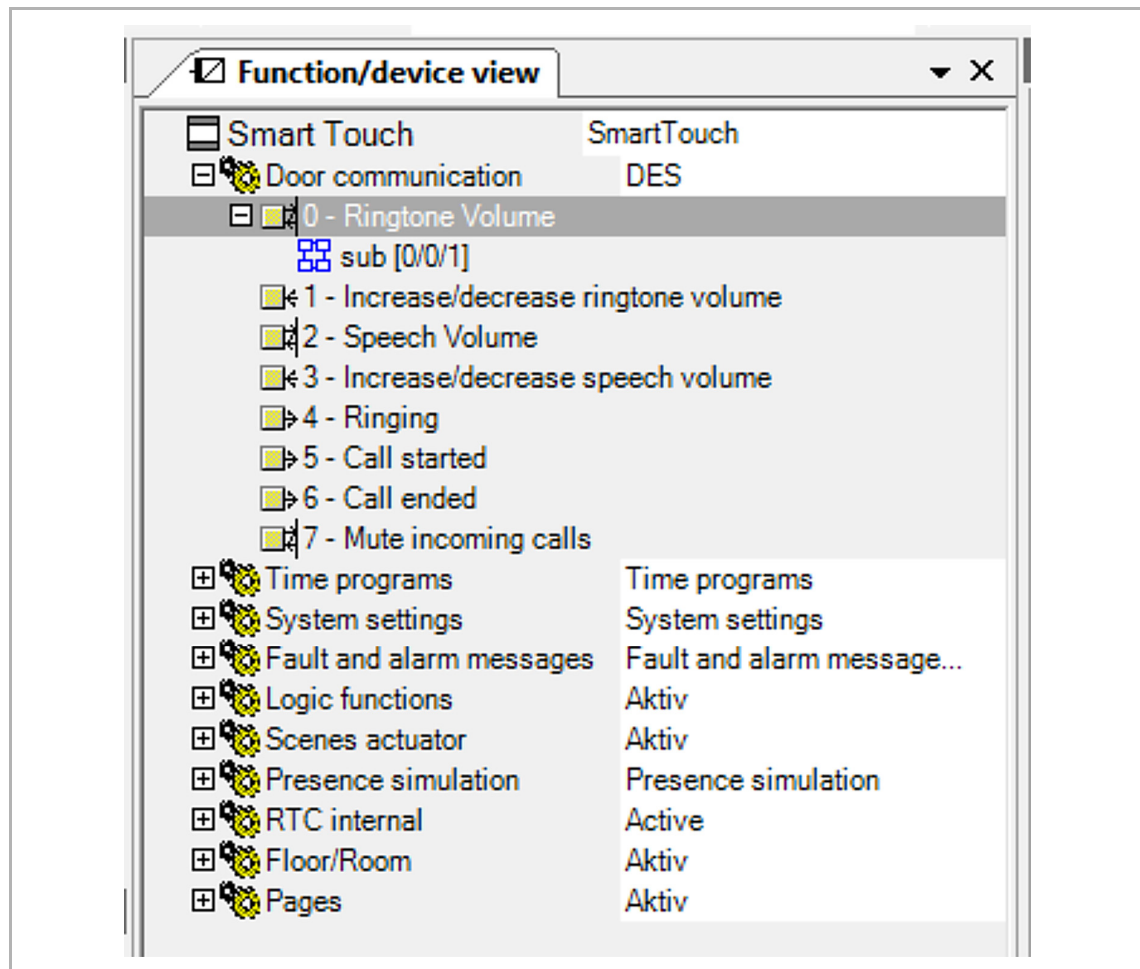 Function/device view
Smart Touch SmartTouch
Door communication DES
0 - Ringtone Volume
sub [0/0/1]
1 - Increase/decrease ringtone volume
2 - Speech Volume
3 - Increase/decrease speech volume
4 - Ringing
5 - Call started
6 - Call ended
7 - Mute incoming calls
Time programs Time programs
System settings System settings
Fault and alarm messages Fault and alarm message...
Logic functions Aktiv
Scenes actuator Aktiv
Presence simulation Presence simulation
RTC internal Active
Floor/Room Aktiv
Pages Aktiv